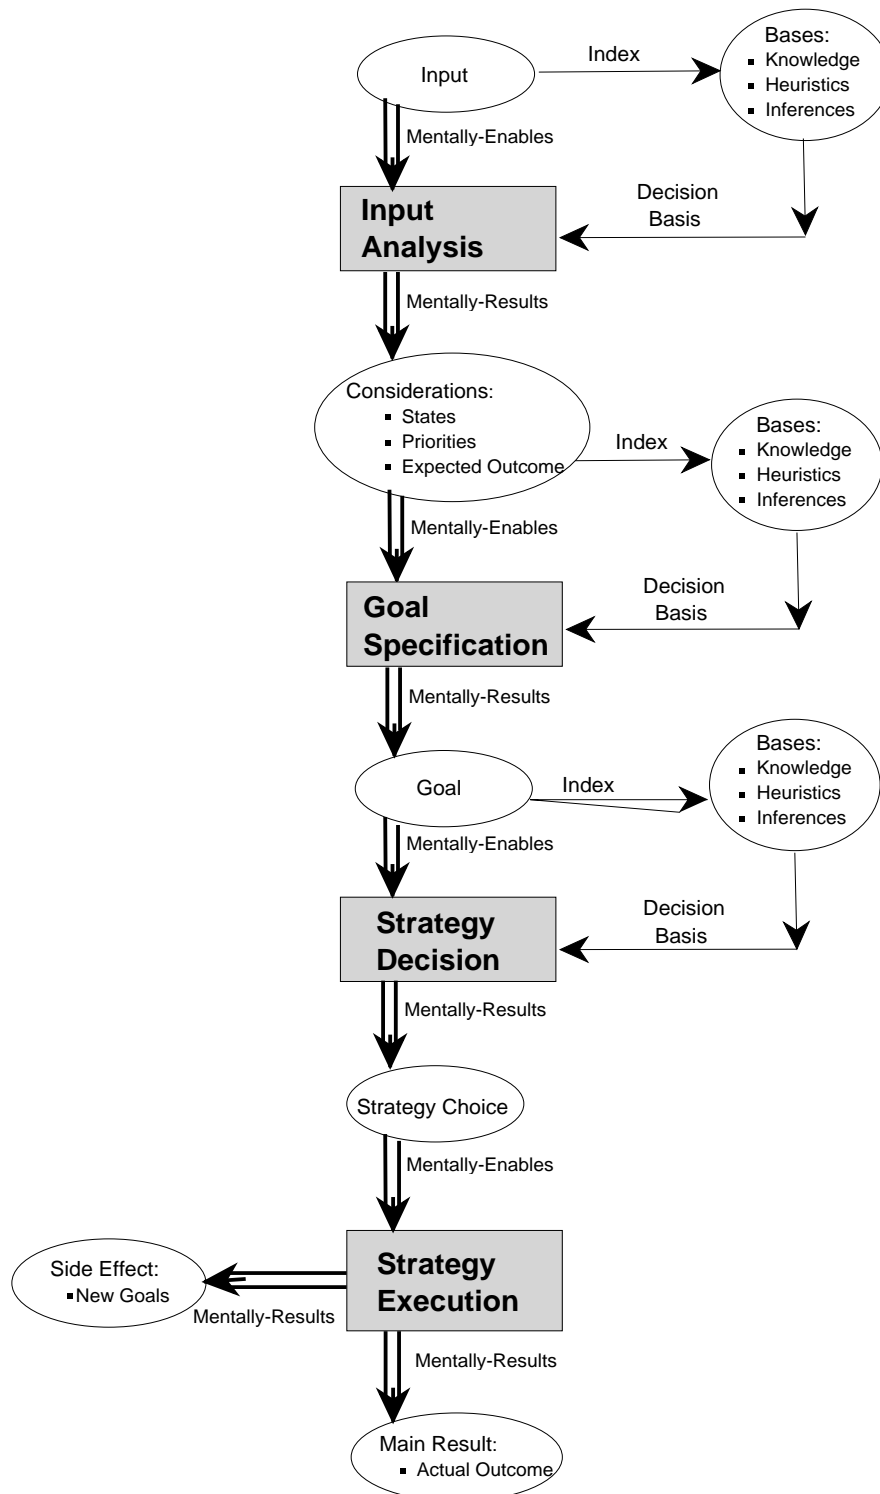 Input
Index
Bases:
▪ Knowledge
▪ Heuristics
▪ Inferences
Mentally-Enables
Input
Analysis
Decision
Basis
Mentally-Results
Considerations:
▪ States
▪ Priorities
▪ Expected Outcome
Index
Bases:
▪ Knowledge
▪ Heuristics
▪ Inferences
Mentally-Enables
Goal
Specification
Decision
Basis
Mentally-Results
Goal
Index
Bases:
▪ Knowledge
▪ Heuristics
▪ Inferences
Mentally-Enables
Strategy
Decision
Decision
Basis
Mentally-Results
Strategy Choice
Mentally-Enables
Strategy
Execution
Side Effect:
▪New Goals
Mentally-Results
Mentally-Results
Main Result:
▪ Actual Outcome